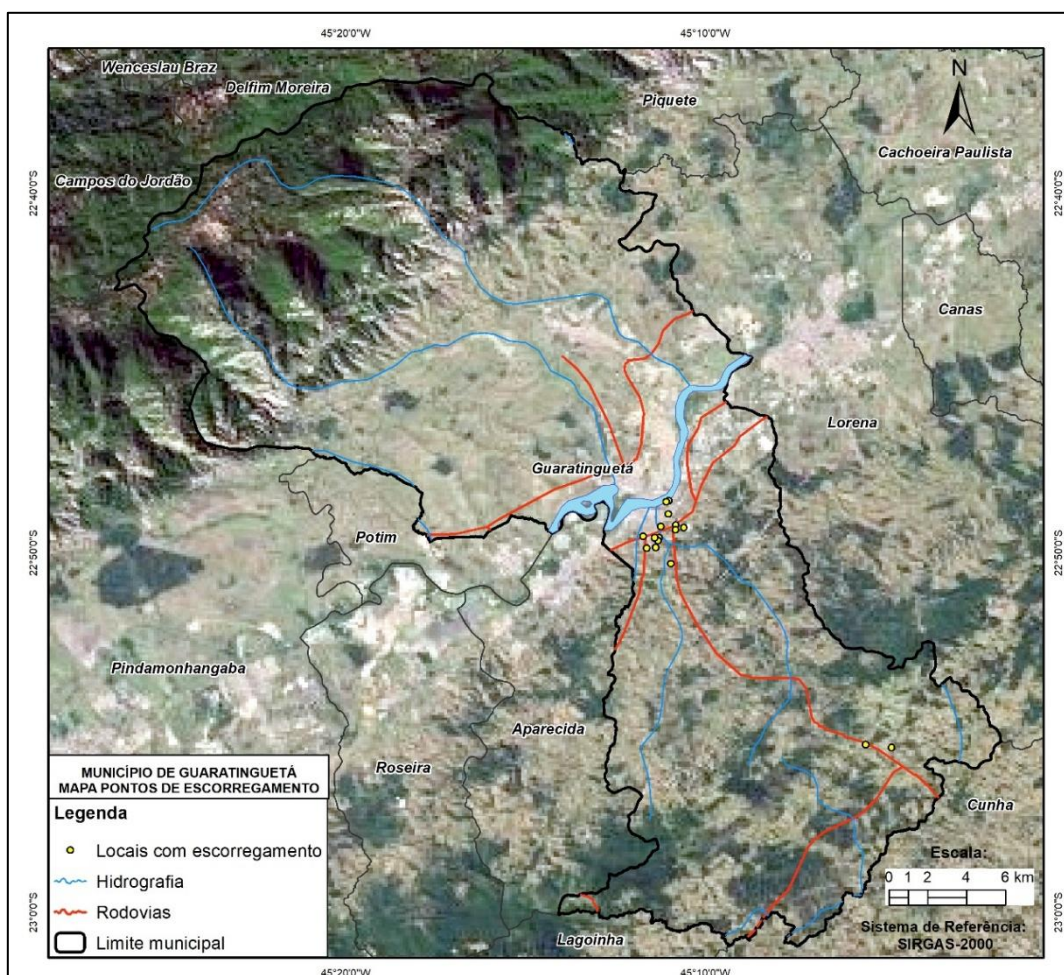 45°20'0"W
45°10'0"W
Wenceslau Braz
Delfim Moreira
Piquete
N
Cachoeira Paulista
Campos do Jordão
22°40'0"S
22°40'0"S
Canas
Lorena
Guaratinguetá
Potim
22°50'0"S
22°50'0"S
Pindamonhangaba
Aparecida
Roseira
Cunha
MUNICÍPIO DE GUARATINGUETÁ
MAPA PONTOS DE ESCORREGAMENTO
Legenda
Locais com escorregamento
Hidrografia
Rodovias
Limite municipal
Escala:
0 1 2 4 6 km
23°0'0"S
23°0'0"S
Sistema de Referência:
SIRGAS-2000
Lagoinha
45°20'0"W
45°10'0"W